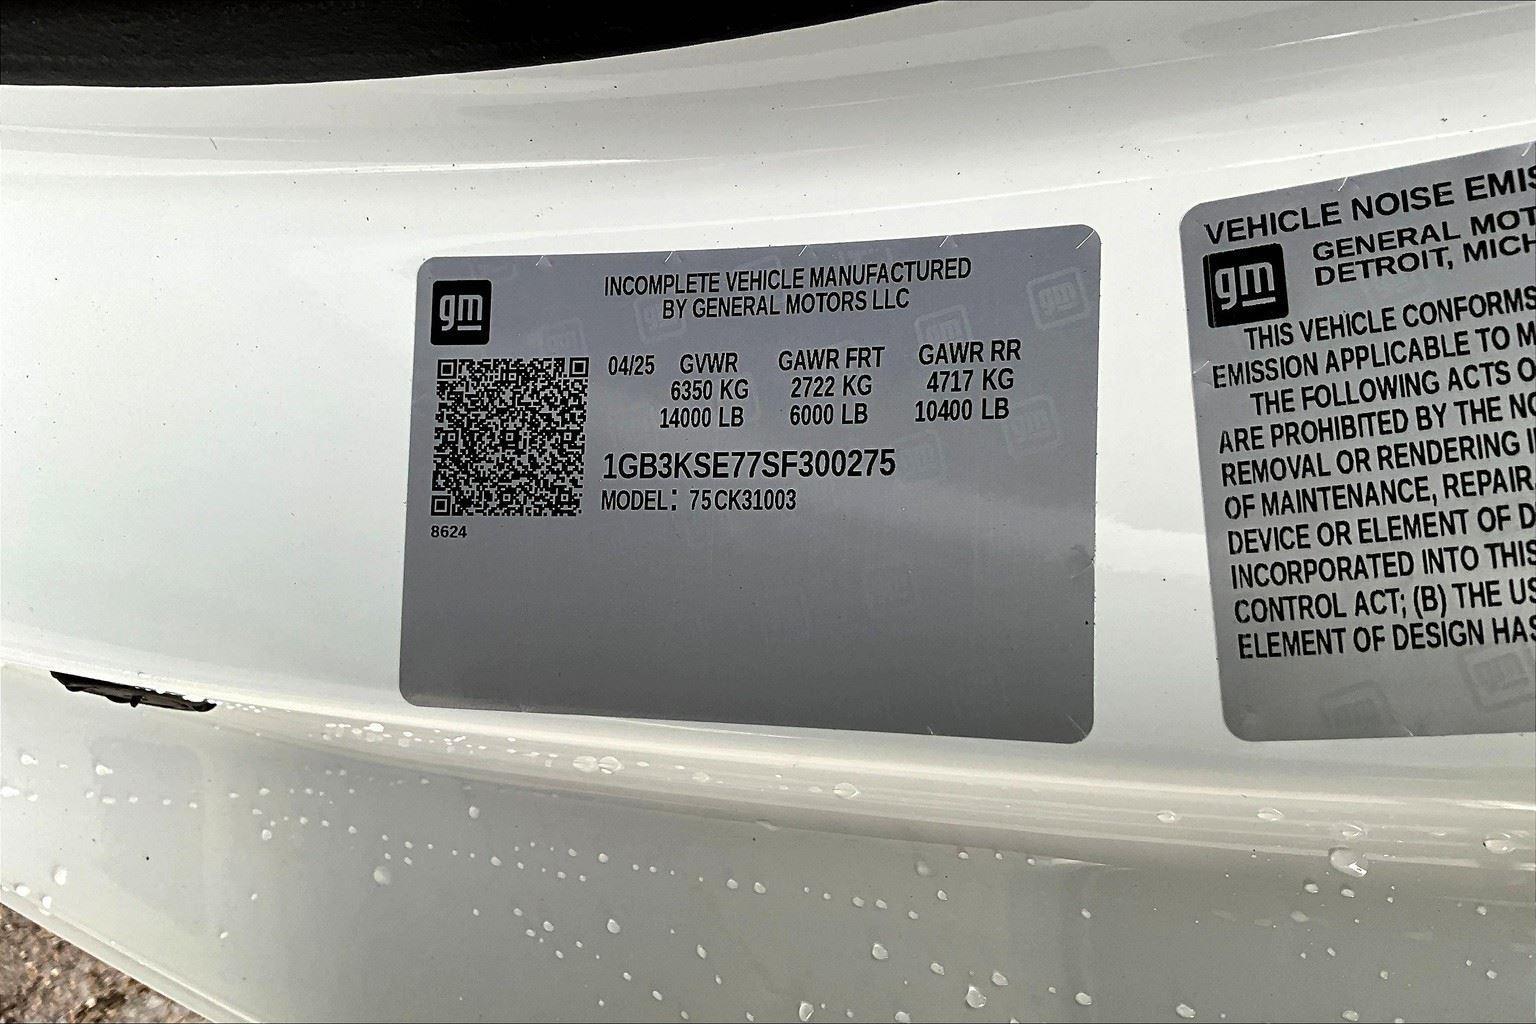 gm
INCOMPLETE VEHICLE MANUFACTURED
BY GENERAL MOTORS LLC
04/25 GVWR GAWR FRT GAWR RR
6350 KG 2722 KG 4717 KG
14000 LB 6000 LB 10400 LB
1GB3KSE77SF300275
MODEL: 75CK31003
8624
VEHICLE NOISE EMIS
gm
GENERAL MOT
DETROIT, MICH
THIS VEHICLE CONFORMS
EMISSION APPLICABLE TO M
THE FOLLOWING ACTS O
ARE PROHIBITED BY THE NO
REMOVAL OR RENDERING I
OF MAINTENANCE, REPAIR,
DEVICE OR ELEMENT OF D
INCORPORATED INTO THIS
CONTROL ACT; (B) THE US
ELEMENT OF DESIGN HAS